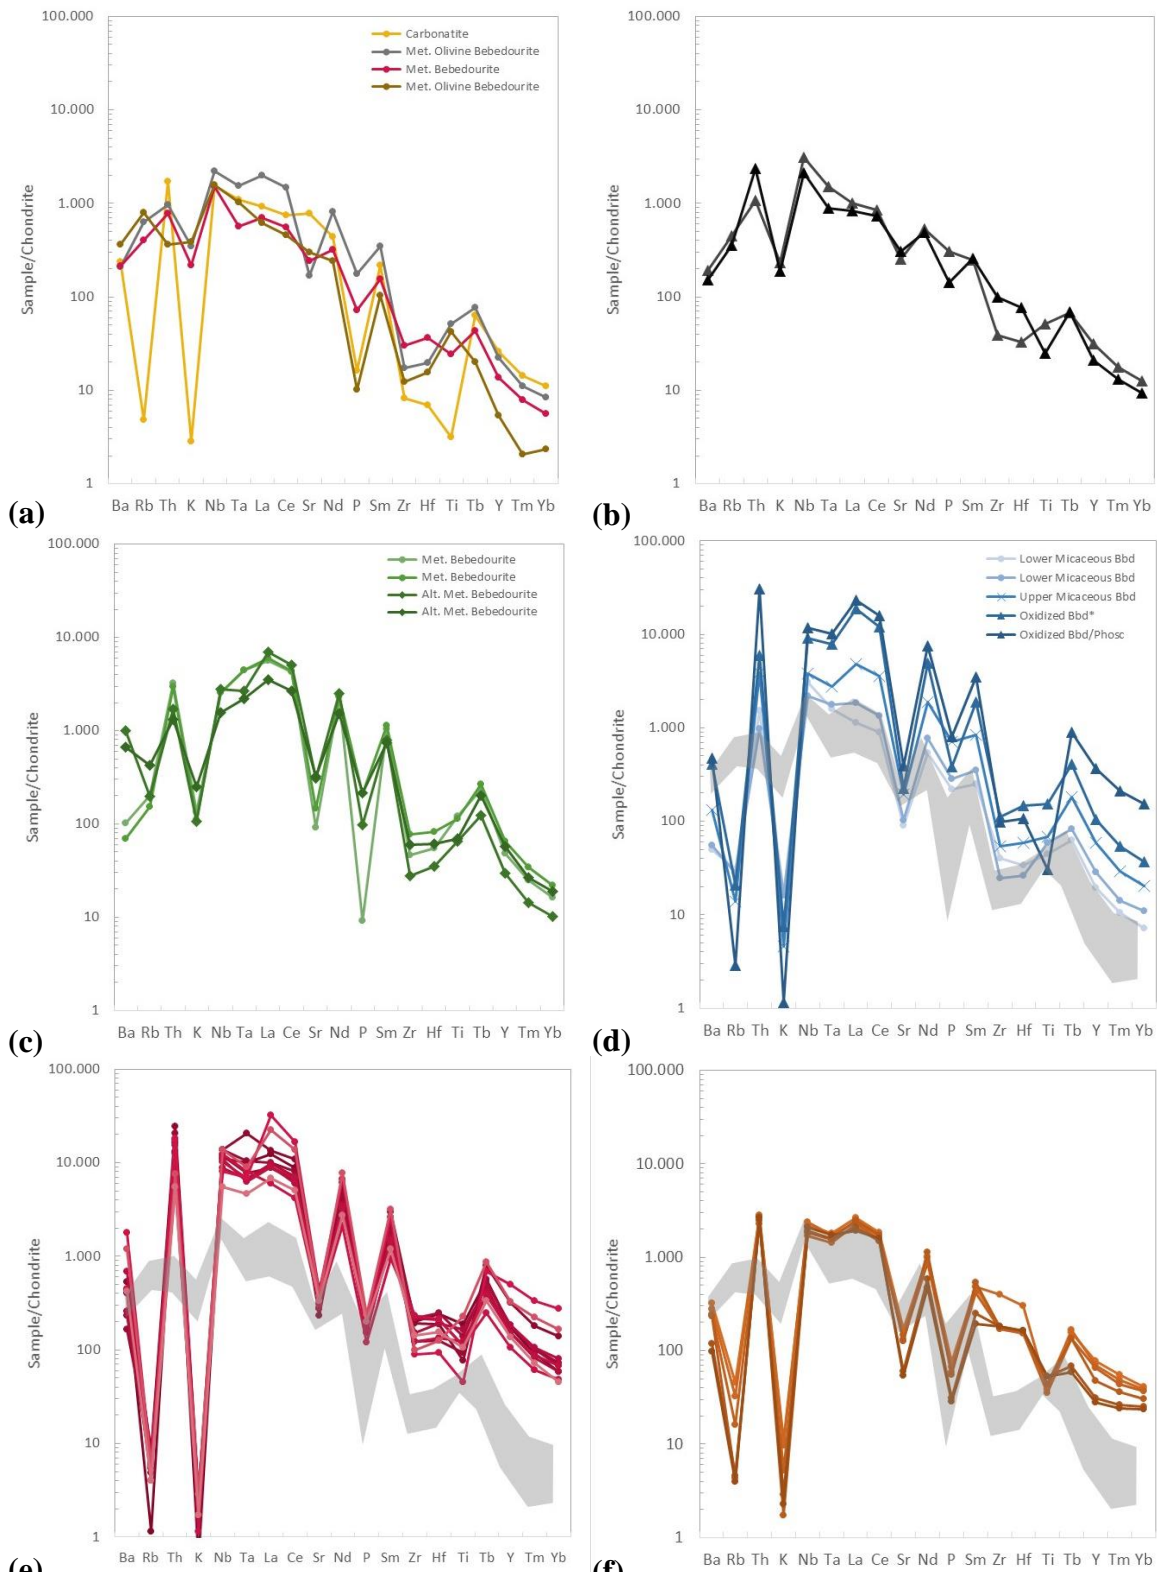 100.000
10.000
1.000
100
10
1
Sample/Chondrite
Carbonatite
Met. Olivine Bebedourite
Met. Bebedourite
Met. Olivine Bebedourite
Ba Rb Th K Nb Ta La Ce Sr Nd P Sm Zr Hf Ti Tb Y Tm Yb
(a)
100.000
10.000
1.000
100
10
1
Sample/Chondrite
Ba Rb Th K Nb Ta La Ce Sr Nd P Sm Zr Hf Ti Tb Y Tm Yb
(b)
100.000
10.000
1.000
100
10
1
Sample/Chondrite
Met. Bebedourite
Met. Bebedourite
Alt. Met. Bebedourite
Alt. Met. Bebedourite
Ba Rb Th K Nb Ta La Ce Sr Nd P Sm Zr Hf Ti Tb Y Tm Yb
(c)
100.000
10.000
1.000
100
10
1
Sample/Chondrite
Lower Micaceous Bbd
Lower Micaceous Bbd
Upper Micaceous Bbd
Oxidized Bbd*
Oxidized Bbd/Phosc
Ba Rb Th K Nb Ta La Ce Sr Nd P Sm Zr Hf Ti Tb Y Tm Yb
(d)
100.000
10.000
1.000
100
10
1
Sample/Chondrite
Ba Rb Th K Nb Ta La Ce Sr Nd P Sm Zr Hf Ti Tb Y Tm Yb
(e)
100.000
10.000
1.000
100
10
1
Sample/Chondrite
Ba Rb Th K Nb Ta La Ce Sr Nd P Sm Zr Hf Ti Tb Y Tm Yb
(f)